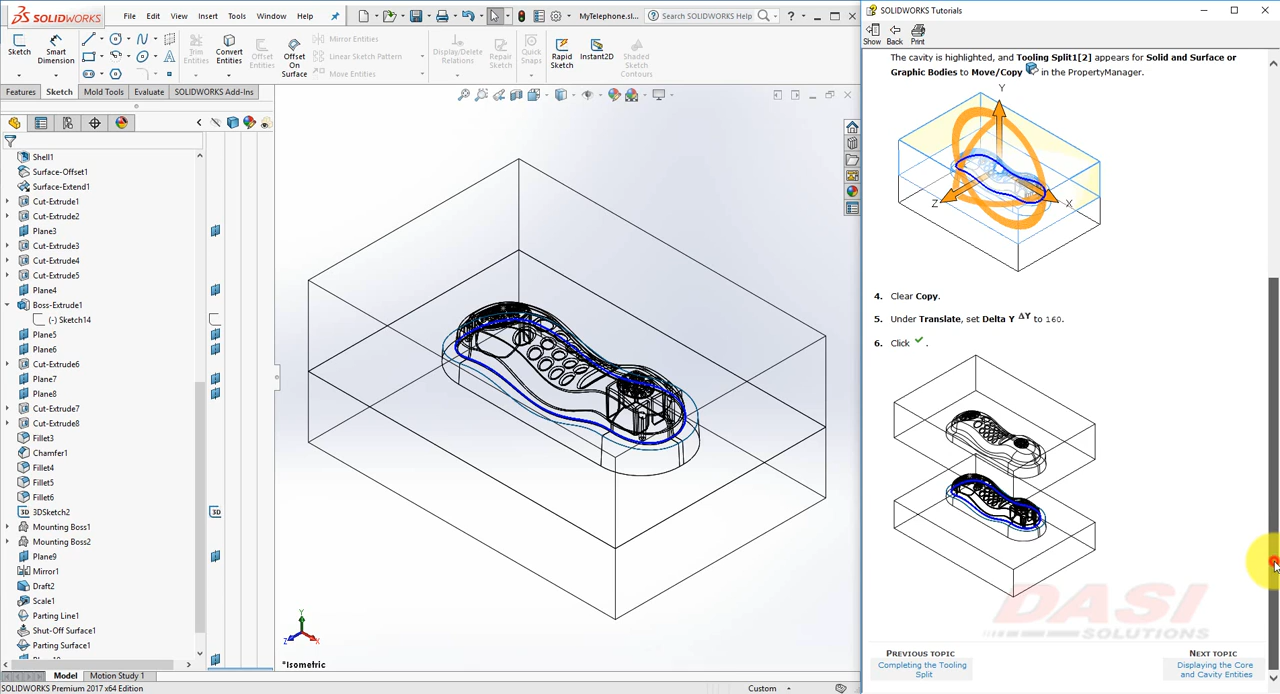 SOLIDWORKS File Edit View Insert Tools Window Help MyTelephone.sl... Search SOLIDWORKS Help ?
Sketch
Smart Dimension
Trim Entities
Convert Entities
Offset Entities
Offset On Surface
Mirror Entities
Linear Sketch Pattern
Move Entities
Display/Delete Relations
Repair Sketch
Quick Snaps
Rapid Sketch
Instant2D
Shaded Sketch Contours
Features Sketch Mold Tools Evaluate SOLIDWORKS Add-Ins
Shell1
Surface-Offset1
Surface-Extend1
Cut-Extrude1
Cut-Extrude2
Plane3
Cut-Extrude3
Cut-Extrude4
Cut-Extrude5
Plane4
Boss-Extrude1
(-) Sketch14
Plane5
Plane6
Cut-Extrude6
Plane7
Plane8
Cut-Extrude7
Cut-Extrude8
Fillet3
Chamfer1
Fillet4
Fillet5
Fillet6
3DSketch2
Mounting Boss1
Mounting Boss2
Plane9
Mirror1
Draft2
Scale1
Parting Line1
Shut-Off Surface1
Parting Surface1
Y
Z
X
*Isometric
Model Motion Study 1
SOLIDWORKS Premium 2017 x64 Edition
Custom
SOLIDWORKS Tutorials
Show Back Print
The cavity is highlighted, and Tooling Split1[2] appears for Solid and Surface or
Graphic Bodies to Move/Copy in the PropertyManager.
Y
Z
X
4. Clear Copy.
5. Under Translate, set Delta Y ΔY to 160.
6. Click .
DASI
SOLUTIONS
PREVIOUS TOPIC
Completing the Tooling
Split
NEXT TOPIC
Displaying the Core
and Cavity Entities